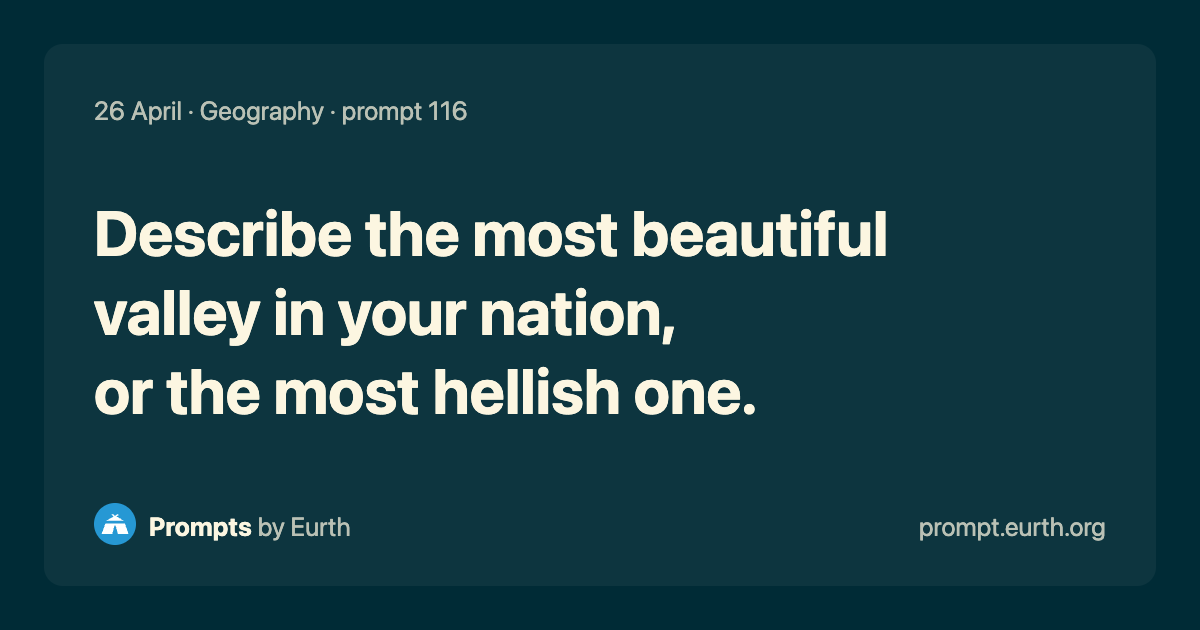 26 April · Geography · prompt 116
Describe the most beautiful
valley in your nation,
or the most hellish one.
Prompts by Eurth
prompt.eurth.org